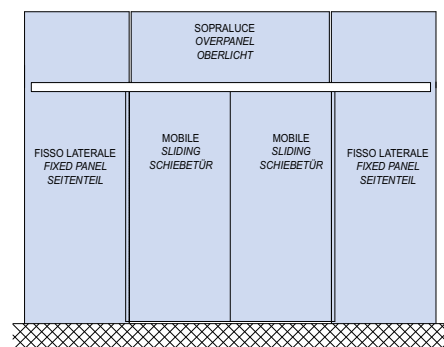 SOPRALUCE
OVERPANEL
OBERLICHT
FISSO LATERALE
FIXED PANEL
SEITENTEIL
MOBILE
SLIDING
SCHIEBETÜR
MOBILE
SLIDING
SCHIEBETÜR
FISSO LATERALE
FIXED PANEL
SEITENTEIL